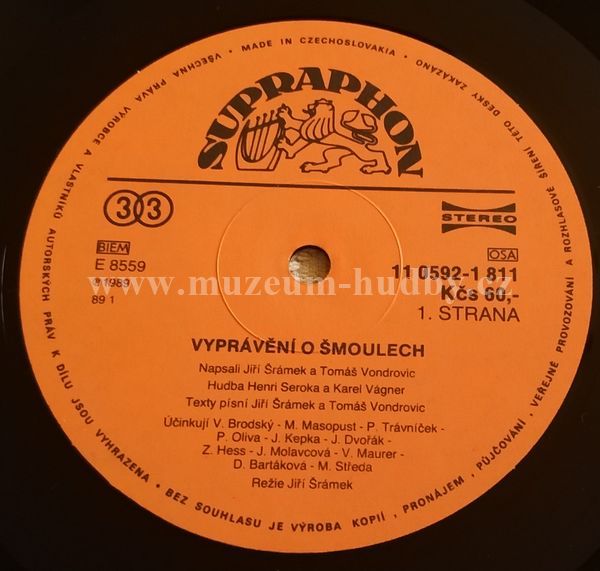 VŠECHNA PRÁVA VÝROBCE A VLASTNÍKŮ AUTORSKÝCH PRÁV K DÍLU JSOU VYHRAZENA • BEZ SOUHLASU JE VÝROBA KOPIÍ, PRONÁJEM, PŮJČOVÁNÍ, VEŘEJNÉ PROVOZOVÁNÍ A ROZHLASOVÉ ŠÍŘENÍ TÉTO DESKY ZAKÁZÁNO • MADE IN CZECHOSLOVAKIA •
SUPRAPHON
33
STEREO
BIEM
OSA
E 8559
11 0592-1 811
℗1989
Kčs 60,-
89 1
1. STRANA
www.muzeum-hudby.cz
VYPRÁVĚNÍ O ŠMOULECH
Napsali Jiří Šrámek a Tomáš Vondrovic
Hudba Henri Seroka a Karel Vágner
Texty písní Jiří Šrámek a Tomáš Vondrovic
Účinkují V. Brodský - M. Masopust - P. Trávníček -
P. Oliva - J. Kepka - J. Dvořák -
Z. Hess - J. Molavcová - V. Maurer -
D. Bartáková - M. Středa
Režie Jiří Šrámek